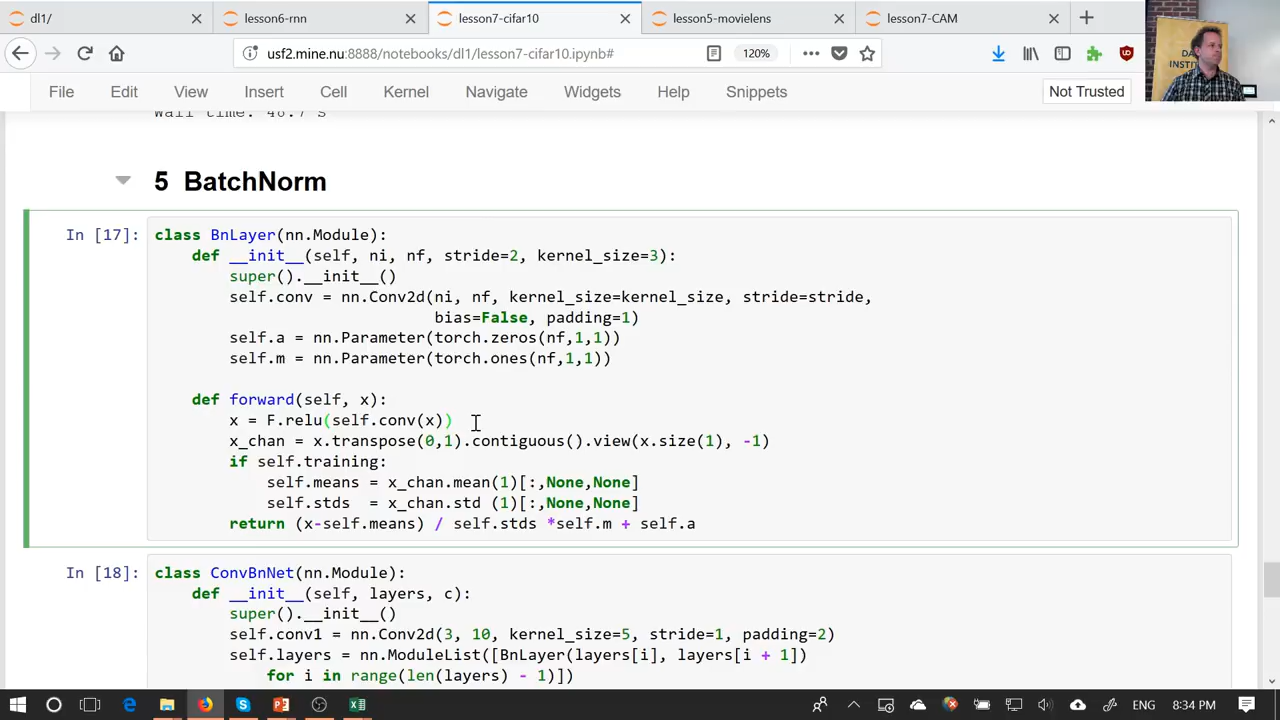 dl1/
lesson6-rnn
lesson7-cifar10
lesson5-movielens
lesson7-CAM
usf2.mine.nu:8888/notebooks/dl1/lesson7-cifar10.ipynb#
120%
File Edit View Insert Cell Kernel Navigate Widgets Help Snippets
Not Trusted
Wall time: 48.7 s
5 BatchNorm
In [17]:
class BnLayer(nn.Module):
    def __init__(self, ni, nf, stride=2, kernel_size=3):
        super().__init__()
        self.conv = nn.Conv2d(ni, nf, kernel_size=kernel_size, stride=stride,
                              bias=False, padding=1)
        self.a = nn.Parameter(torch.zeros(nf,1,1))
        self.m = nn.Parameter(torch.ones(nf,1,1))
    def forward(self, x):
        x = F.relu(self.conv(x))
        x_chan = x.transpose(0,1).contiguous().view(x.size(1), -1)
        if self.training:
            self.means = x_chan.mean(1)[:,None,None]
            self.stds  = x_chan.std (1)[:,None,None]
        return (x-self.means) / self.stds *self.m + self.a
In [18]:
class ConvBnNet(nn.Module):
    def __init__(self, layers, c):
        super().__init__()
        self.conv1 = nn.Conv2d(3, 10, kernel_size=5, stride=1, padding=2)
        self.layers = nn.ModuleList([BnLayer(layers[i], layers[i + 1])
            for i in range(len(layers) - 1)])
ENG
8:34 PM